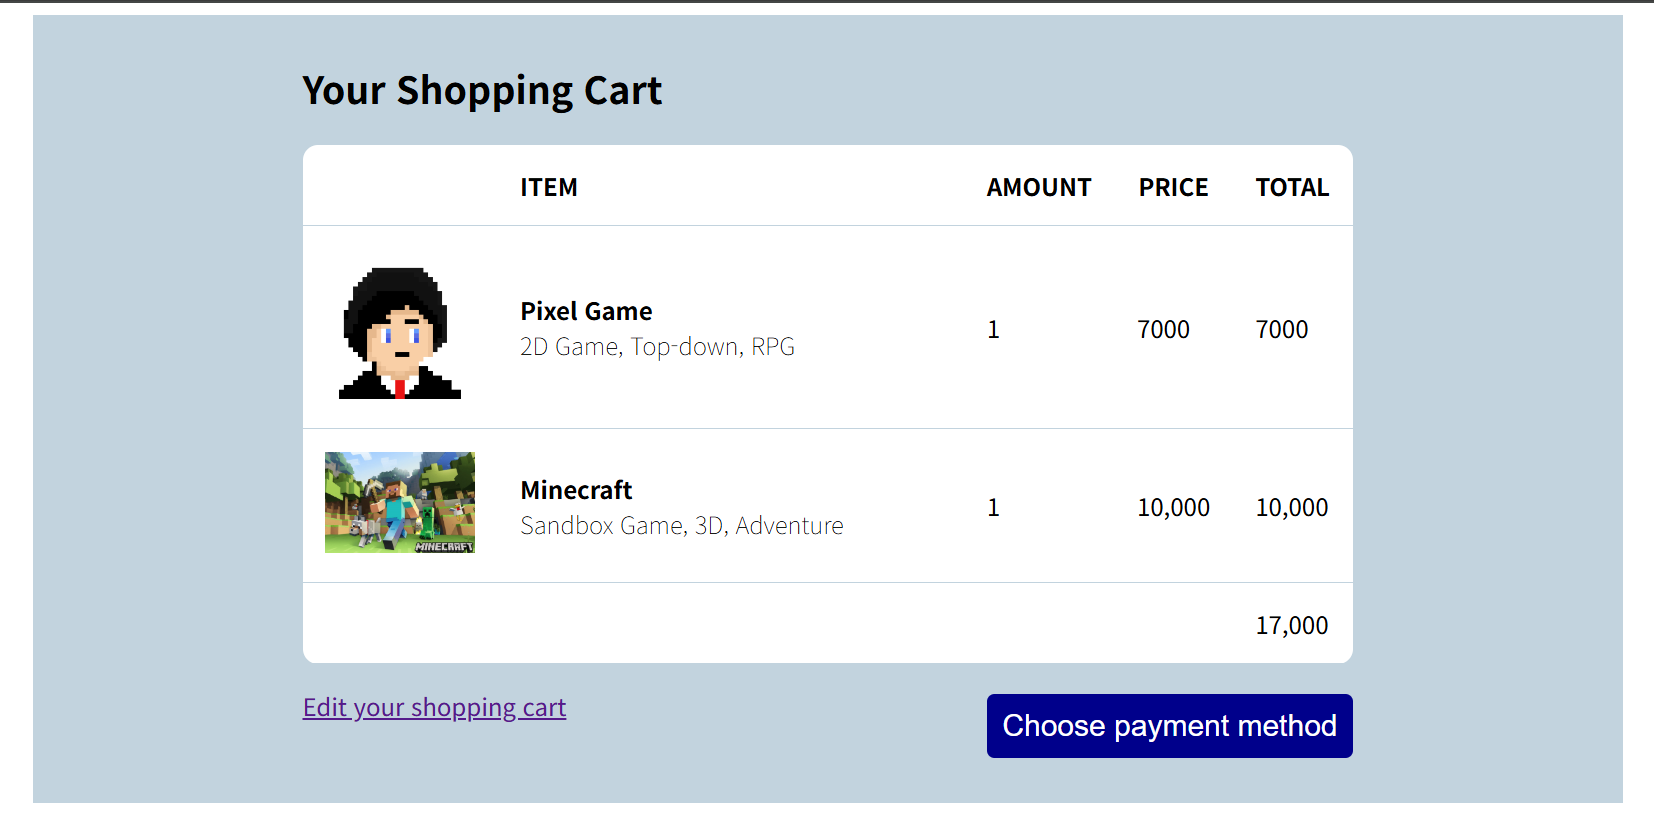 Your Shopping Cart
ITEM AMOUNT PRICE TOTAL
Pixel Game
2D Game, Top-down, RPG
1 7000 7000
MINECRAFT
Minecraft
Sandbox Game, 3D, Adventure
1 10,000 10,000
17,000
Edit your shopping cart
Choose payment method